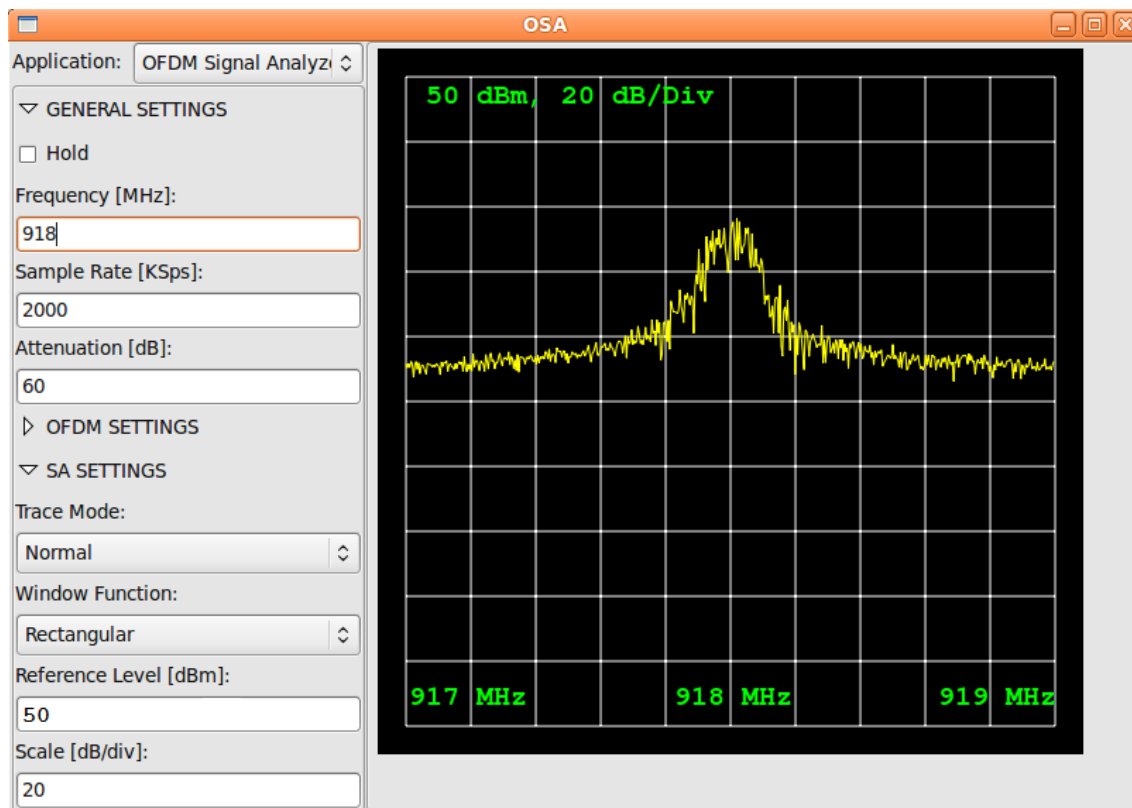 OSA
Application: OFDM Signal Analyz
GENERAL SETTINGS
Hold
Frequency [MHz]:
918
Sample Rate [KSps]:
2000
Attenuation [dB]:
60
OFDM SETTINGS
SA SETTINGS
Trace Mode:
Normal
Window Function:
Rectangular
Reference Level [dBm]:
50
Scale [dB/div]:
20
50 dBm, 20 dB/Div
917 MHz 918 MHz 919 MHz